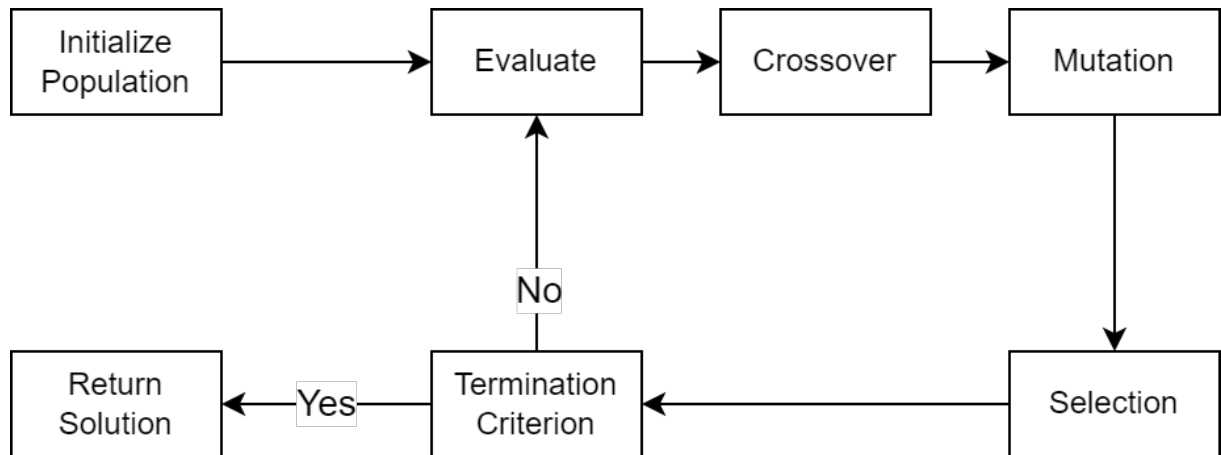 Initialize
Population
Evaluate
Crossover
Mutation
No
Return
Solution
Yes
Termination
Criterion
Selection